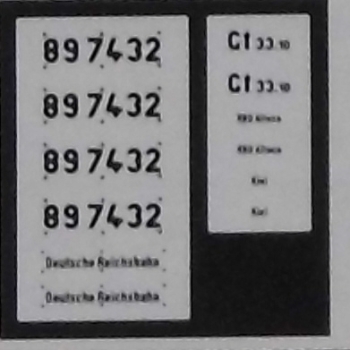 89 7432
89 7432
89 7432
89 7432
Deutsche Reichsbahn
Deutsche Reichsbahn
Gt 33.10
Gt 33.10
RBD Altona
RBD Altona
Kiel
Kiel